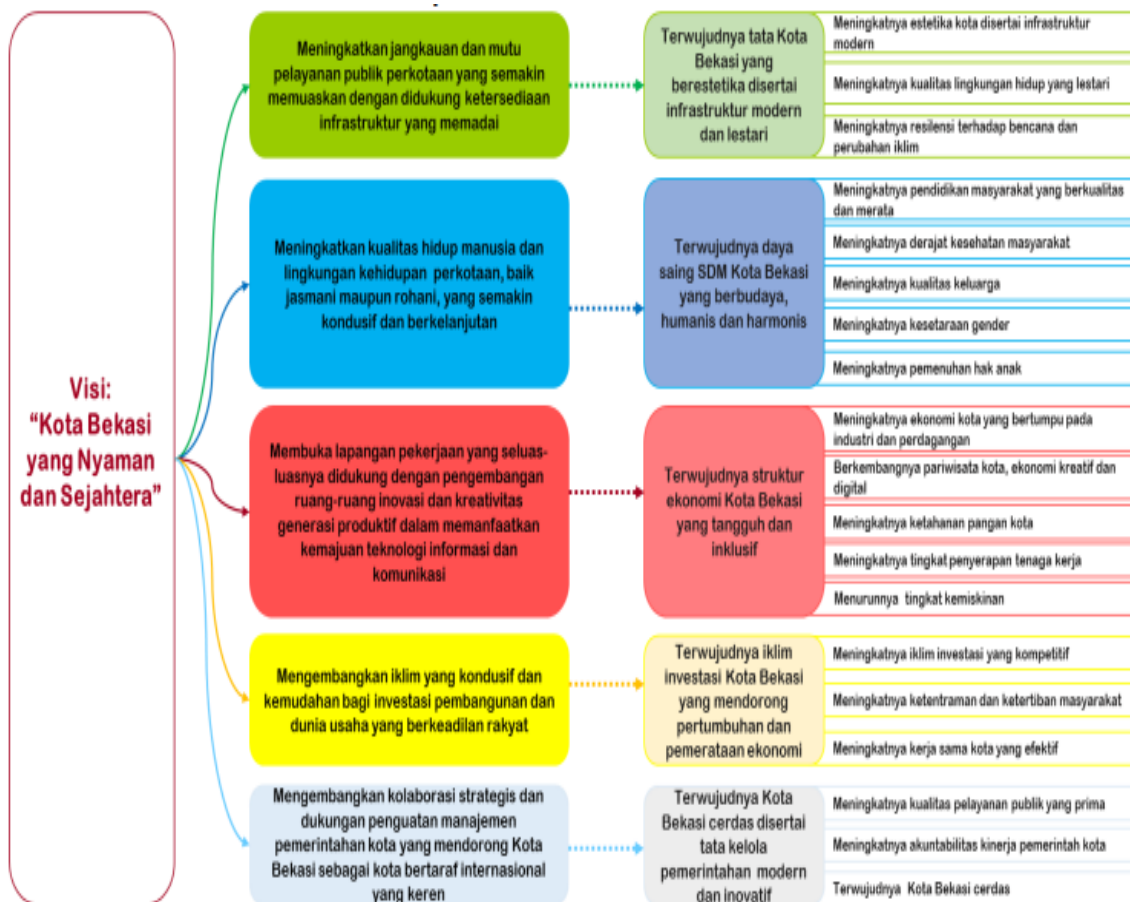 Visi:
“Kota Bekasi
yang Nyaman
dan Sejahtera”
Meningkatkan jangkauan dan mutu
pelayanan publik perkotaan yang semakin
memuaskan dengan didukung ketersediaan
infrastruktur yang memadai
Terwujudnya tata Kota
Bekasi yang
berestetika disertai
infrastruktur modern
dan lestari
Meningkatnya estetika kota disertai infrastruktur
modern
Meningkatnya kualitas lingkungan hidup yang lestari
Meningkatnya resilensi terhadap bencana dan
perubahan iklim
Meningkatkan kualitas hidup manusia dan
lingkungan kehidupan perkotaan, baik
jasmani maupun rohani, yang semakin
kondusif dan berkelanjutan
Terwujudnya daya
saing SDM Kota Bekasi
yang berbudaya,
humanis dan harmonis
Meningkatnya pendidikan masyarakat yang berkualitas
dan merata
Meningkatnya derajat kesehatan masyarakat
Meningkatnya kualitas keluarga
Meningkatnya kesetaraan gender
Meningkatnya pemenuhan hak anak
Membuka lapangan pekerjaan yang seluas-
luasnya didukung dengan pengembangan
ruang-ruang inovasi dan kreativitas
generasi produktif dalam memanfaatkan
kemajuan teknologi informasi dan
komunikasi
Terwujudnya struktur
ekonomi Kota Bekasi
yang tangguh dan
inklusif
Meningkatnya ekonomi kota yang bertumpu pada
industri dan perdagangan
Berkembangnya pariwisata kota, ekonomi kreatif dan
digital
Meningkatnya ketahanan pangan kota
Meningkatnya tingkat penyerapan tenaga kerja
Menurunnya tingkat kemiskinan
Mengembangkan iklim yang kondusif dan
kemudahan bagi investasi pembangunan dan
dunia usaha yang berkeadilan rakyat
Terwujudnya iklim
investasi Kota Bekasi
yang mendorong
pertumbuhan dan
pemerataan ekonomi
Meningkatnya iklim investasi yang kompetitif
Meningkatnya ketentraman dan ketertiban masyarakat
Meningkatnya kerja sama kota yang efektif
Mengembangkan kolaborasi strategis dan
dukungan penguatan manajemen
pemerintahan kota yang mendorong Kota
Bekasi sebagai kota bertaraf internasional
yang keren
Terwujudnya Kota
Bekasi cerdas disertai
tata kelola
pemerintahan modern
dan inovatif
Meningkatnya kualitas pelayanan publik yang prima
Meningkatnya akuntabilitas kinerja pemerintah kota
Terwujudnya Kota Bekasi cerdas